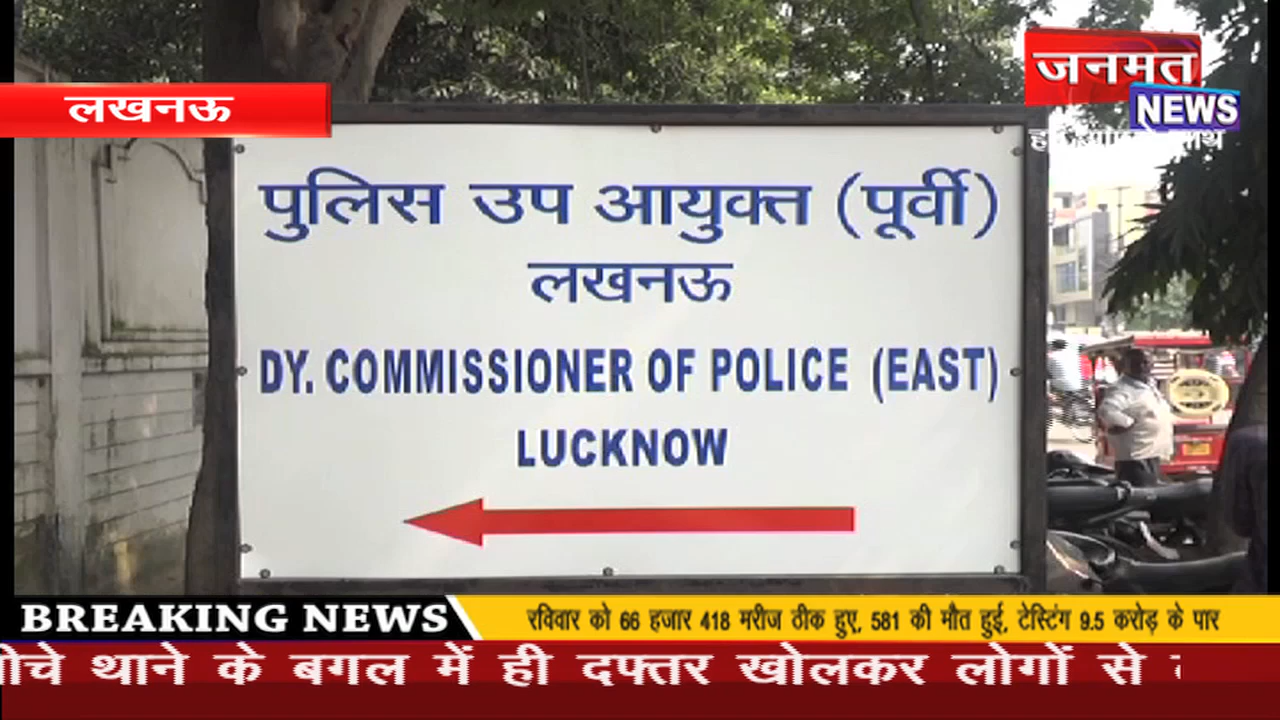 जनमत
NEWS
लखनऊ
पुलिस उप आयुक्त (पूर्वी)
लखनऊ
DY. COMMISSIONER OF POLICE (EAST)
LUCKNOW
BREAKING NEWS
रविवार को 66 हजार 418 मरीज ठीक हुए, 581 की मौत हुई, टेस्टिंग 9.5 करोड़ के पार
थाने के बगल में ही दफ्तर खोलकर लोगों से